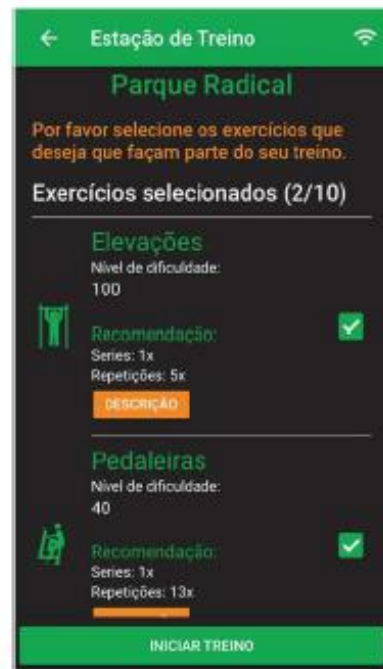 Estação de Treino
Parque Radical
Por favor selecione os exercícios que
deseja que façam parte do seu treino.
Exercícios selecionados (2/10)
Elevações
Nível de dificuldade:
100
Recomendação:
Series: 1x
Repetições: 5x
DESCRIÇÃO
Pedaleiras
Nível de dificuldade:
40
Recomendação:
Series: 1x
Repetições: 13x
INICIAR TREINO